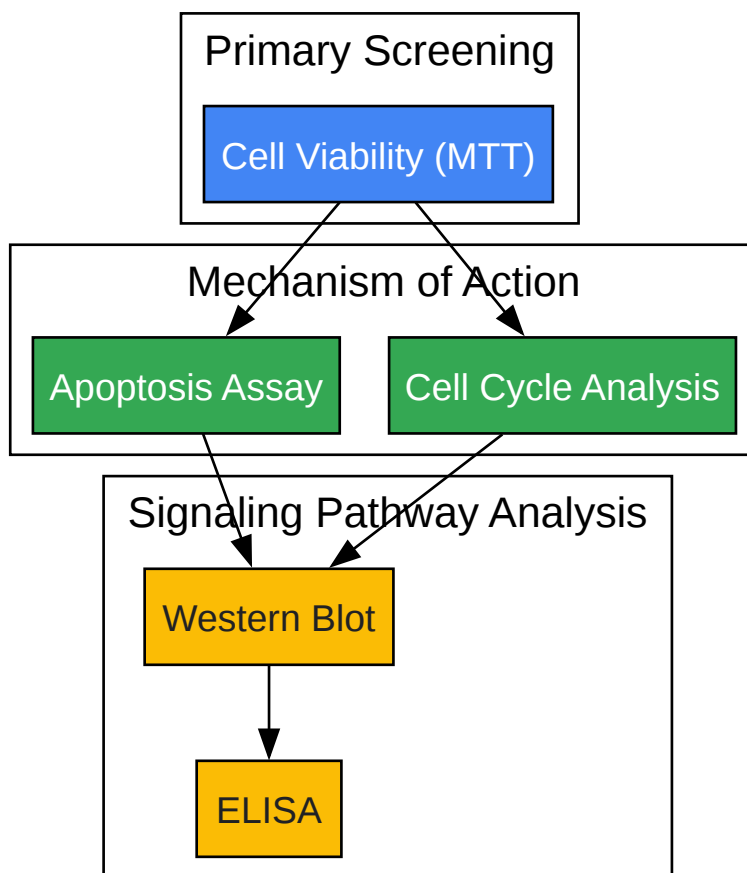 Primary Screening
Cell Viability (MTT)
Mechanism of Action
Apoptosis Assay
Cell Cycle Analysis
Signaling Pathway Analysis
Western Blot
ELISA